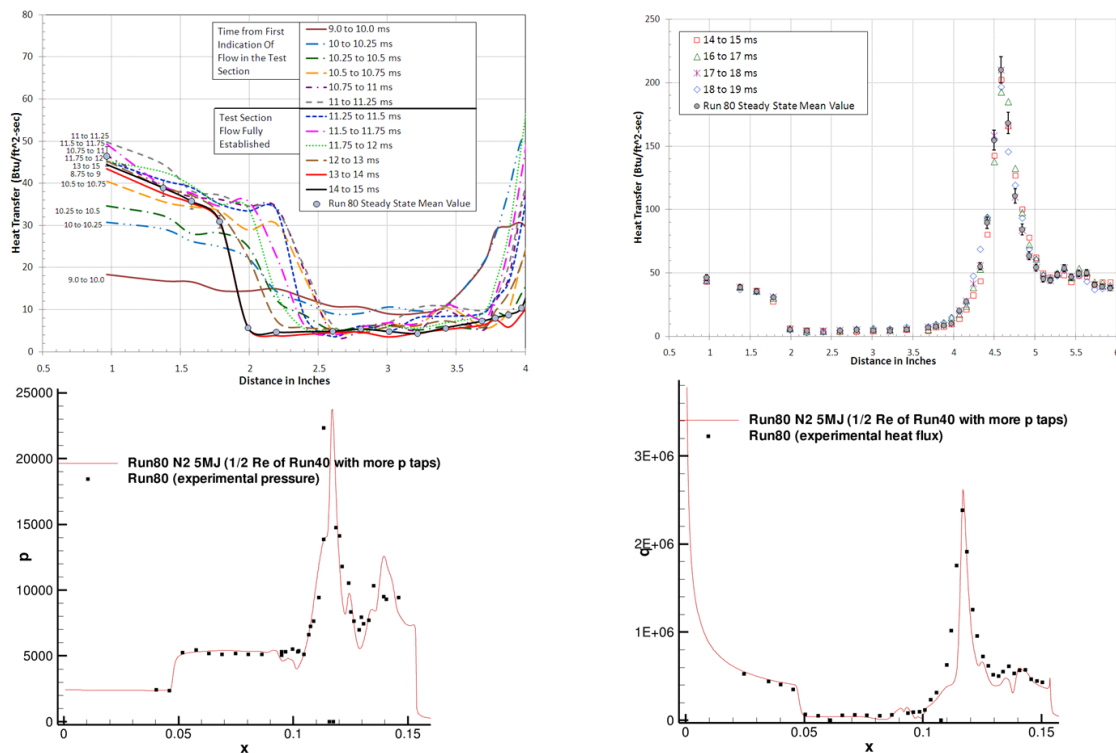 80
70
60
50
40
30
20
10
0
0.5
1
1.5
2
2.5
3
3.5
4
Heat Transfer (Btu/ft^2-sec)
Distance in Inches
Time from First
Indication Of
Flow in the Test
Section
Test Section
Flow Fully
Established
9.0 to 10.0 ms
10 to 10.25 ms
10.25 to 10.5 ms
10.5 to 10.75 ms
10.75 to 11 ms
11 to 11.25 ms
11.25 to 11.5 ms
11.5 to 11.75 ms
11.75 to 12 ms
12 to 13 ms
13 to 14 ms
14 to 15 ms
Run 80 Steady State Mean Value
11 to 11.25
11.5 to 11.75
10.75 to 11
11.75 to 12
13 to 15
8.75 to 9
10.5 to 10.75
10.25 to 10.5
10 to 10.25
9.0 to 10.0
250
200
150
100
50
0
0.5
1
1.5
2
2.5
3
3.5
4
4.5
5
5.5
6
Heat Transfer (Btu/ft^2-sec)
Distance in Inches
14 to 15 ms
16 to 17 ms
17 to 18 ms
18 to 19 ms
Run 80 Steady State Mean Value
25000
20000
15000
10000
5000
0
0
0.05
0.1
0.15
p
x
Run80 N2 5MJ (1/2 Re of Run40 with more p taps)
Run80 (experimental pressure)
3E+06
2E+06
1E+06
0
0
0.05
0.1
0.15
q
x
Run80 N2 5MJ (1/2 Re of Run40 with more p taps)
Run80 (experimental heat flux)